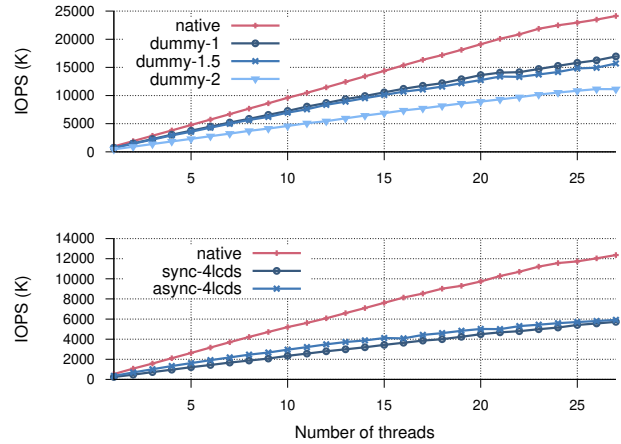 IOPS (K)
25000
20000
15000
10000
5000
0
native
dummy-1
dummy-1.5
dummy-2
5 10 15 20 25
IOPS (K)
14000
12000
10000
8000
6000
4000
2000
0
native
sync-4lcds
async-4lcds
5 10 15 20 25
Number of threads